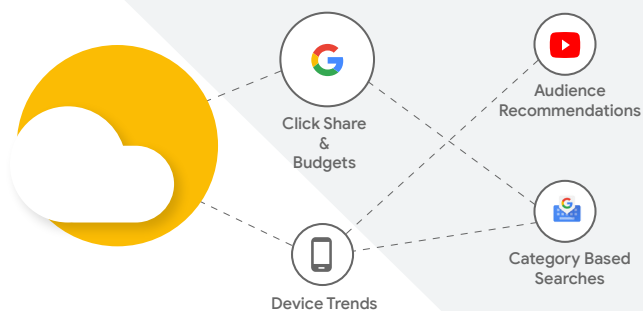 Click Share
&
Budgets
Audience
Recommendations
Device Trends
Category Based
Searches